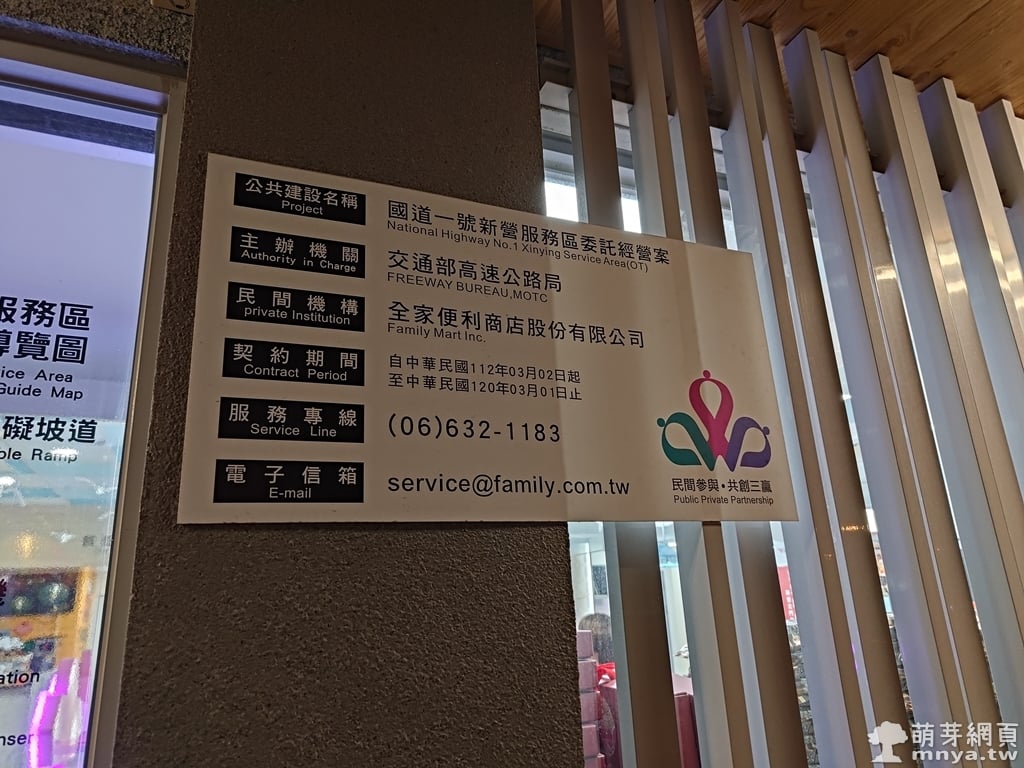 公共建設名稱
Project
國道一號新營服務區委託經營案
National Highway No.1 Xinying Service Area(OT)
主辦機關
Authority in Charge
交通部高速公路局
FREEWAY BUREAU,MOTC
民間機構
private Institution
全家便利商店股份有限公司
Family Mart Inc.
契約期間
Contract Period
自中華民國112年03月02日起
至中華民國120年03月01日止
服務專線
Service Line
(06)632-1183
電子信箱
E-mail
service@family.com.tw
民間參與・共創三贏
Public Private Partnership
服務區
導覽圖
Area
Guide Map
礙坡道
Ramp
萌芽網頁
mnya.tw